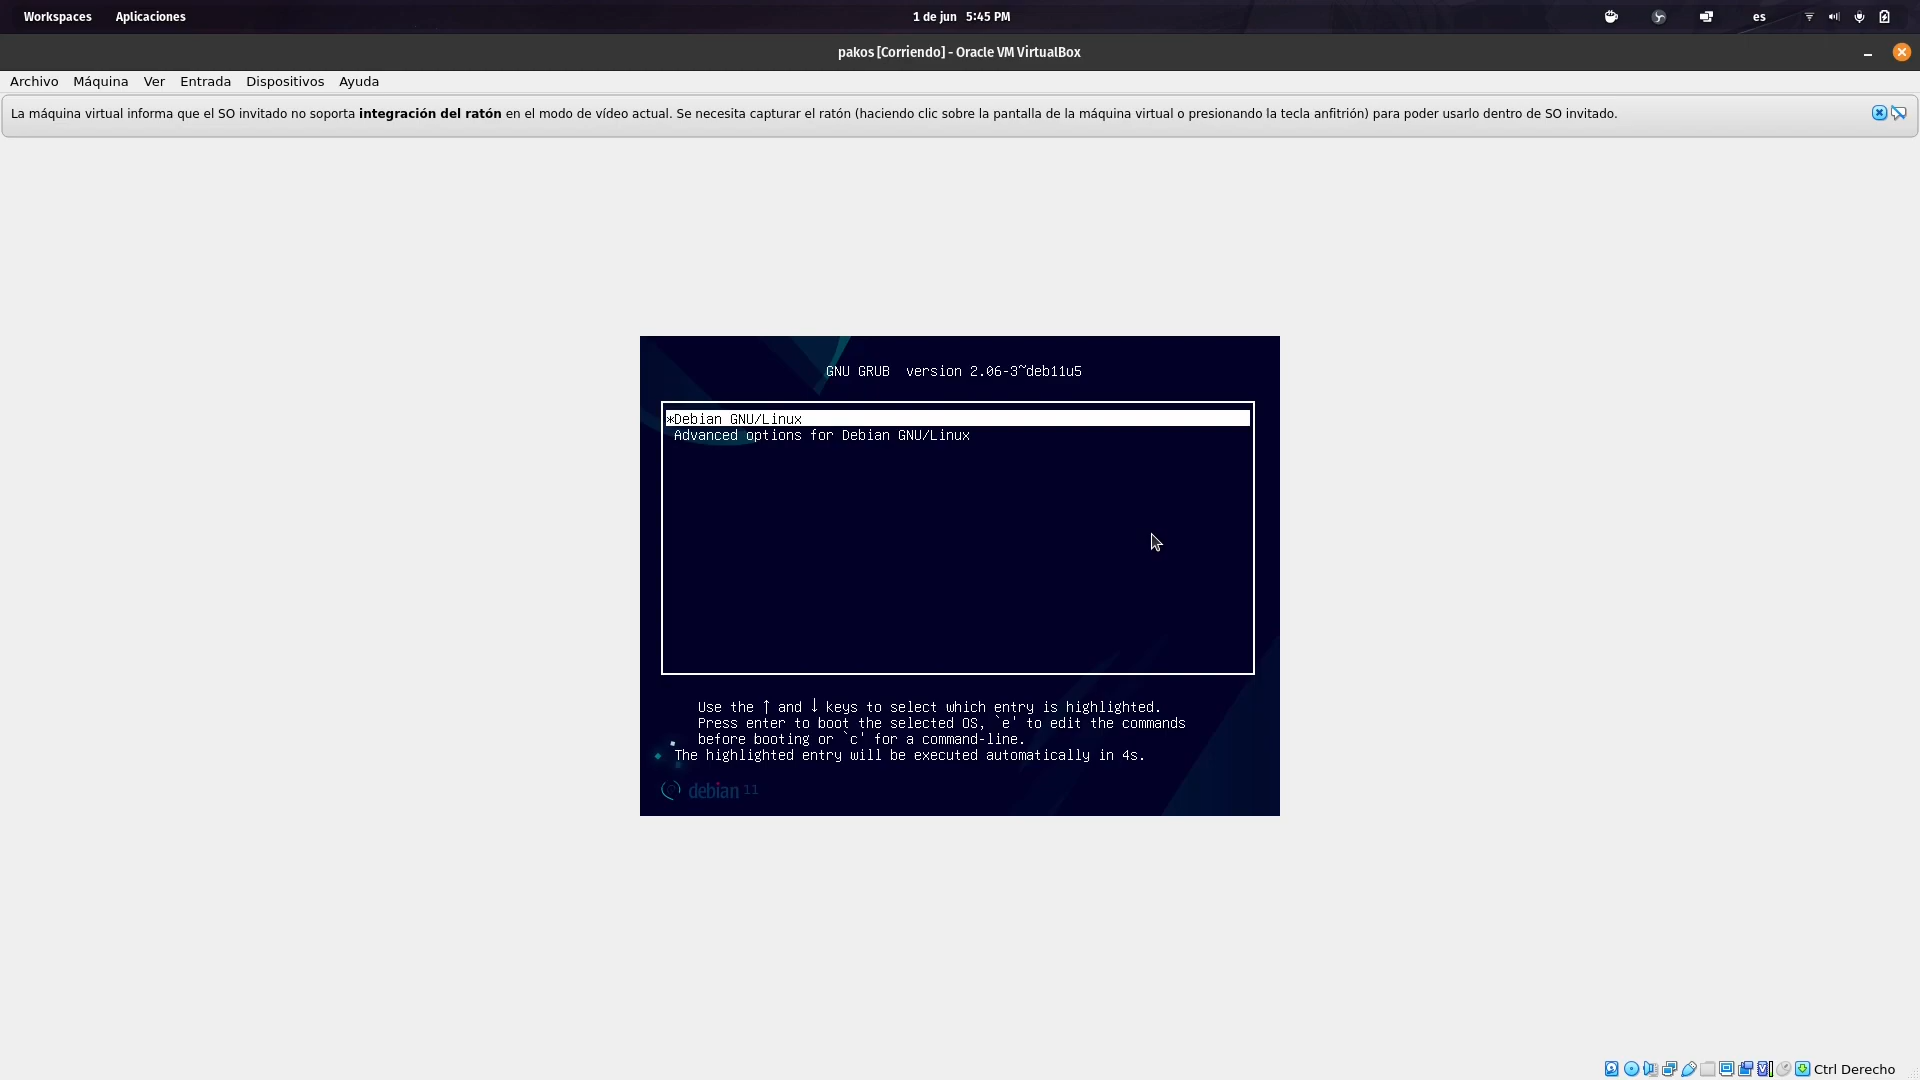 Workspaces Aplicaciones 1 de jun 5:45 PM es
pakos [Corriendo] - Oracle VM VirtualBox
Archivo Máquina Ver Entrada Dispositivos Ayuda
La máquina virtual informa que el SO invitado no soporta integración del ratón en el modo de vídeo actual. Se necesita capturar el ratón (haciendo clic sobre la pantalla de la máquina virtual o presionando la tecla anfitrión) para poder usarlo dentro de SO invitado.
GNU GRUB version 2.06-3~deb11u5
*Debian GNU/Linux
Advanced options for Debian GNU/Linux
Use the ↑ and ↓ keys to select which entry is highlighted.
Press enter to boot the selected OS, `e' to edit the commands
before booting or `c' for a command-line.
The highlighted entry will be executed automatically in 4s.
debian 11
Ctrl Derecho